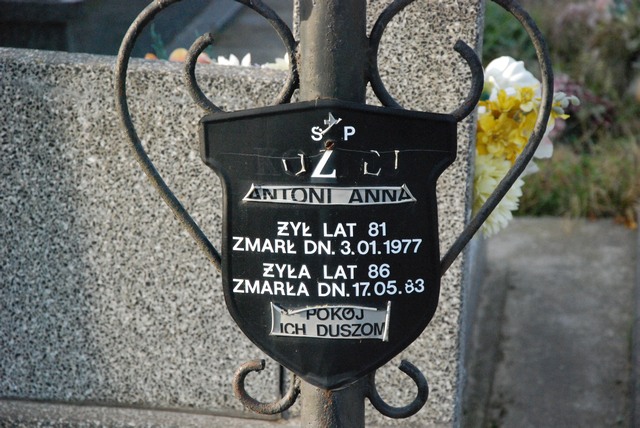 Ś P
ANTONI ANNA
ŻYŁ LAT 81
ZMARŁ DN. 3.01.1977
ŻYŁA LAT 86
ZMARŁA DN. 17.05.83
POKÓJ
ICH DUSZOM